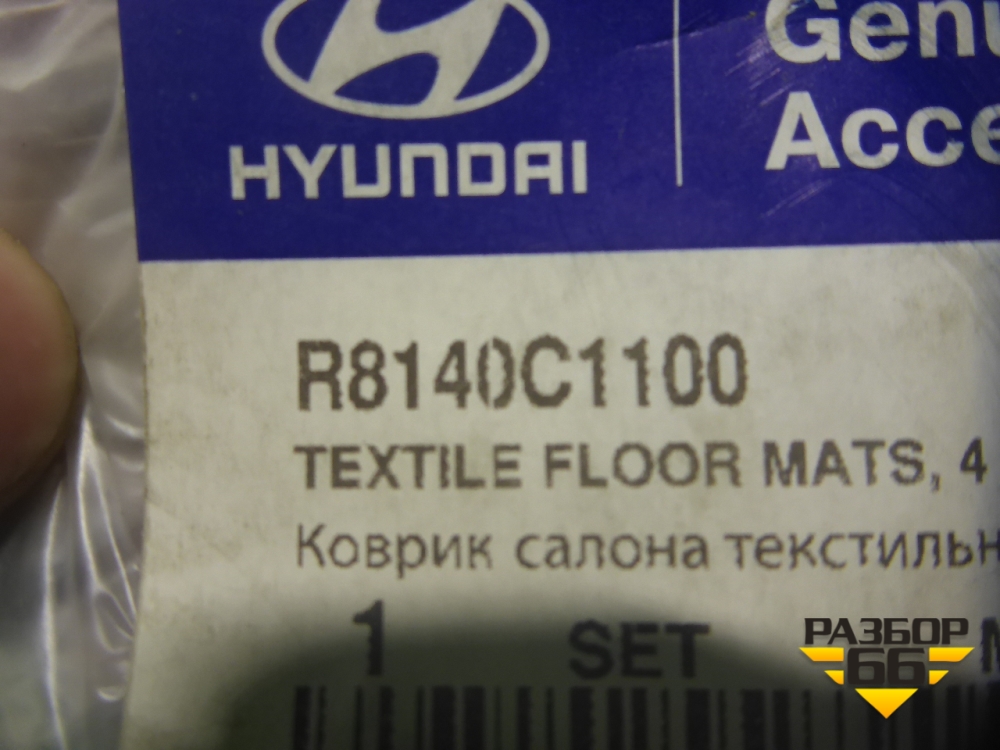 Genu
HYUNDAI
Acce
R8140C1100
TEXTILE FLOOR MATS, 4
Коврик салона текстильн
1 SET
РАЗБОР
66